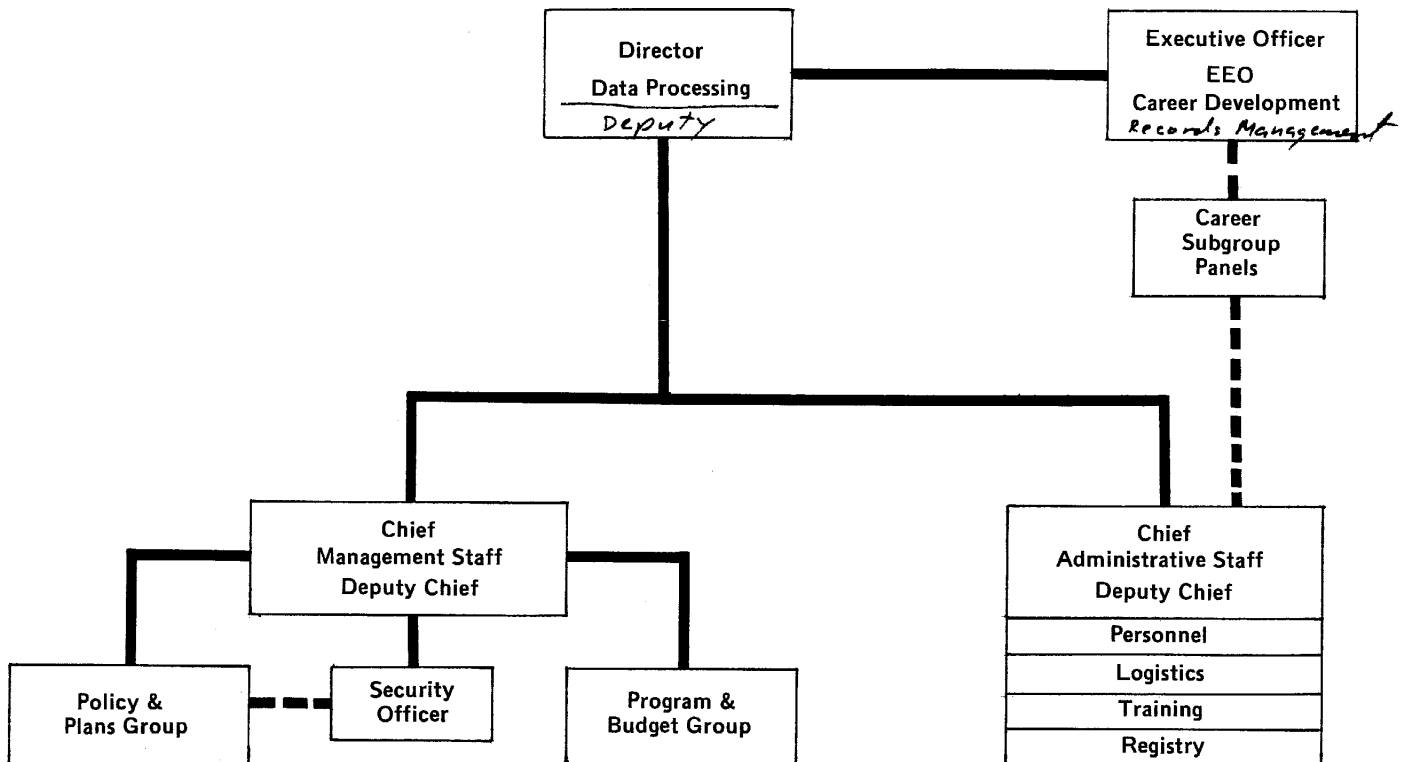 Director
Data Processing
Deputy
Executive Officer
EEO
Career Development
Records Management
Career
Subgroup
Panels
Chief
Management Staff
Deputy Chief
Chief
Administrative Staff
Deputy Chief
Personnel
Logistics
Training
Registry
Policy &
Plans Group
Security
Officer
Program &
Budget Group